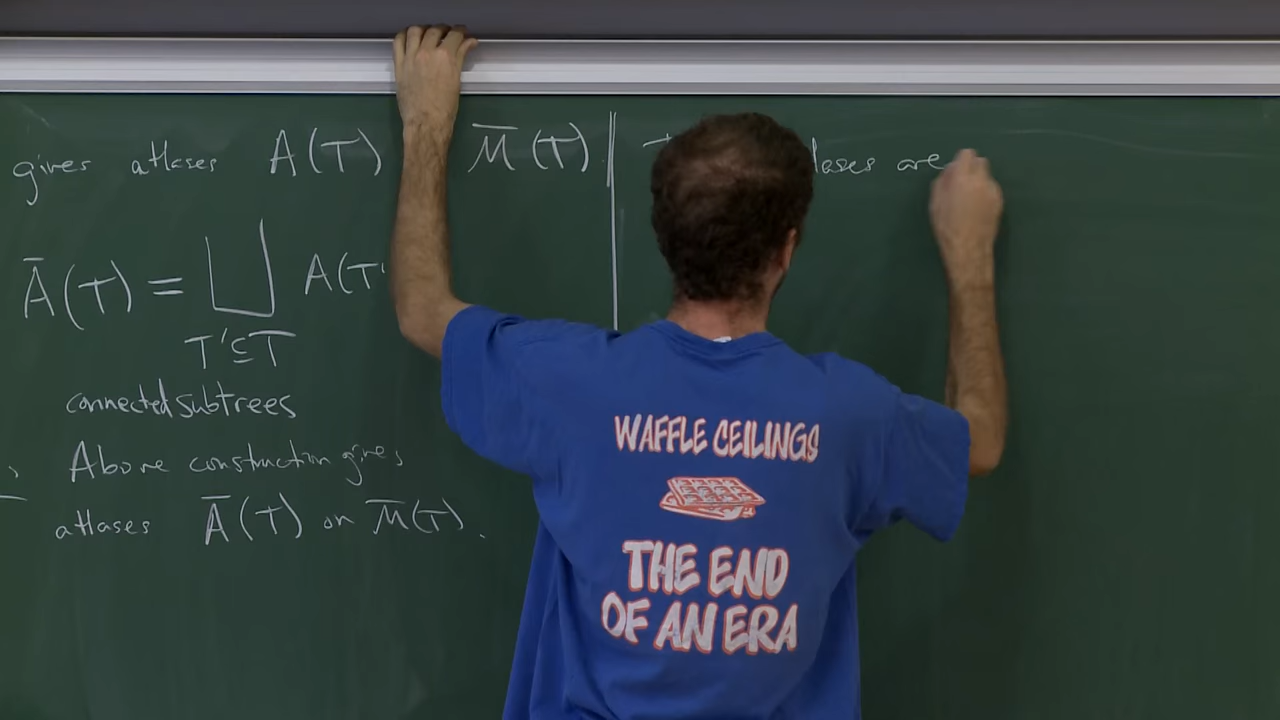 gives atlases A(T) M̅(T).
A̅(T) = ⨆ A(T'
T' ⊆ T
connected subtrees
Above construction gives
atlases A̅(T) on M̅(T).
lases are
WAFFLE CEILINGS
THE END
OF AN ERA